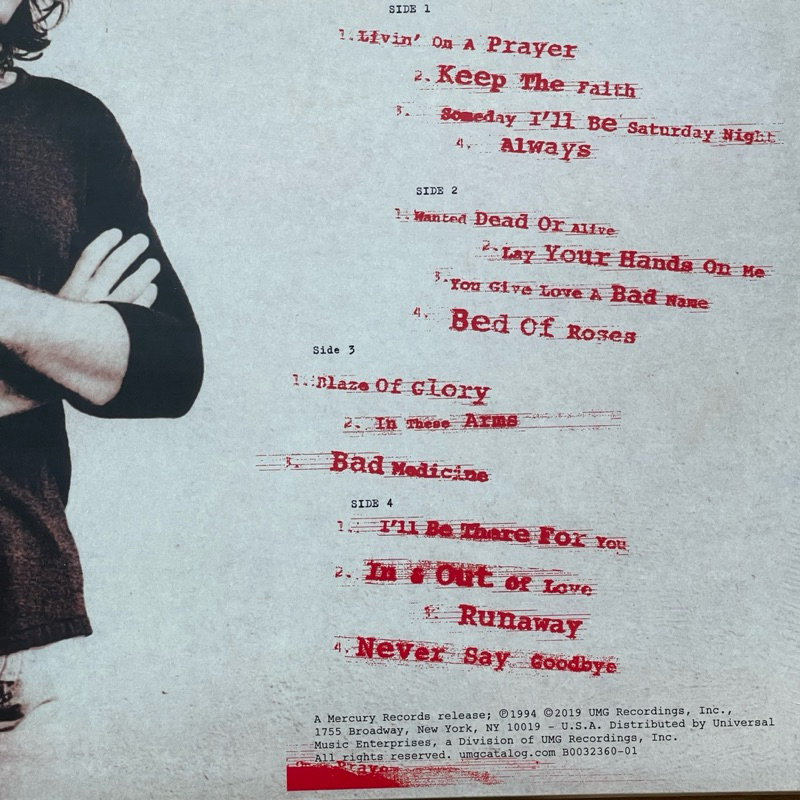 SIDE 1
1. Livin' On A Prayer
2. Keep The Faith
3. Someday I'll Be Saturday Night
4. Always
SIDE 2
1. Wanted Dead Or Alive
2. Lay Your Hands On Me
3. You Give Love A Bad Name
4. Bed Of Roses
Side 3
1. Blaze Of Glory
2. In These Arms
3. Bad Medicine
SIDE 4
1. I'll Be There For You
2. In & Out of Love
3. Runaway
4. Never Say Goodbye
A Mercury Records release; ℗1994 ©2019 UMG Recordings, Inc.,
1755 Broadway, New York, NY 10019 - U.S.A. Distributed by Universal
Music Enterprises, a Division of UMG Recordings, Inc.
All rights reserved. umgcatalog.com B0032360-01
Prayer